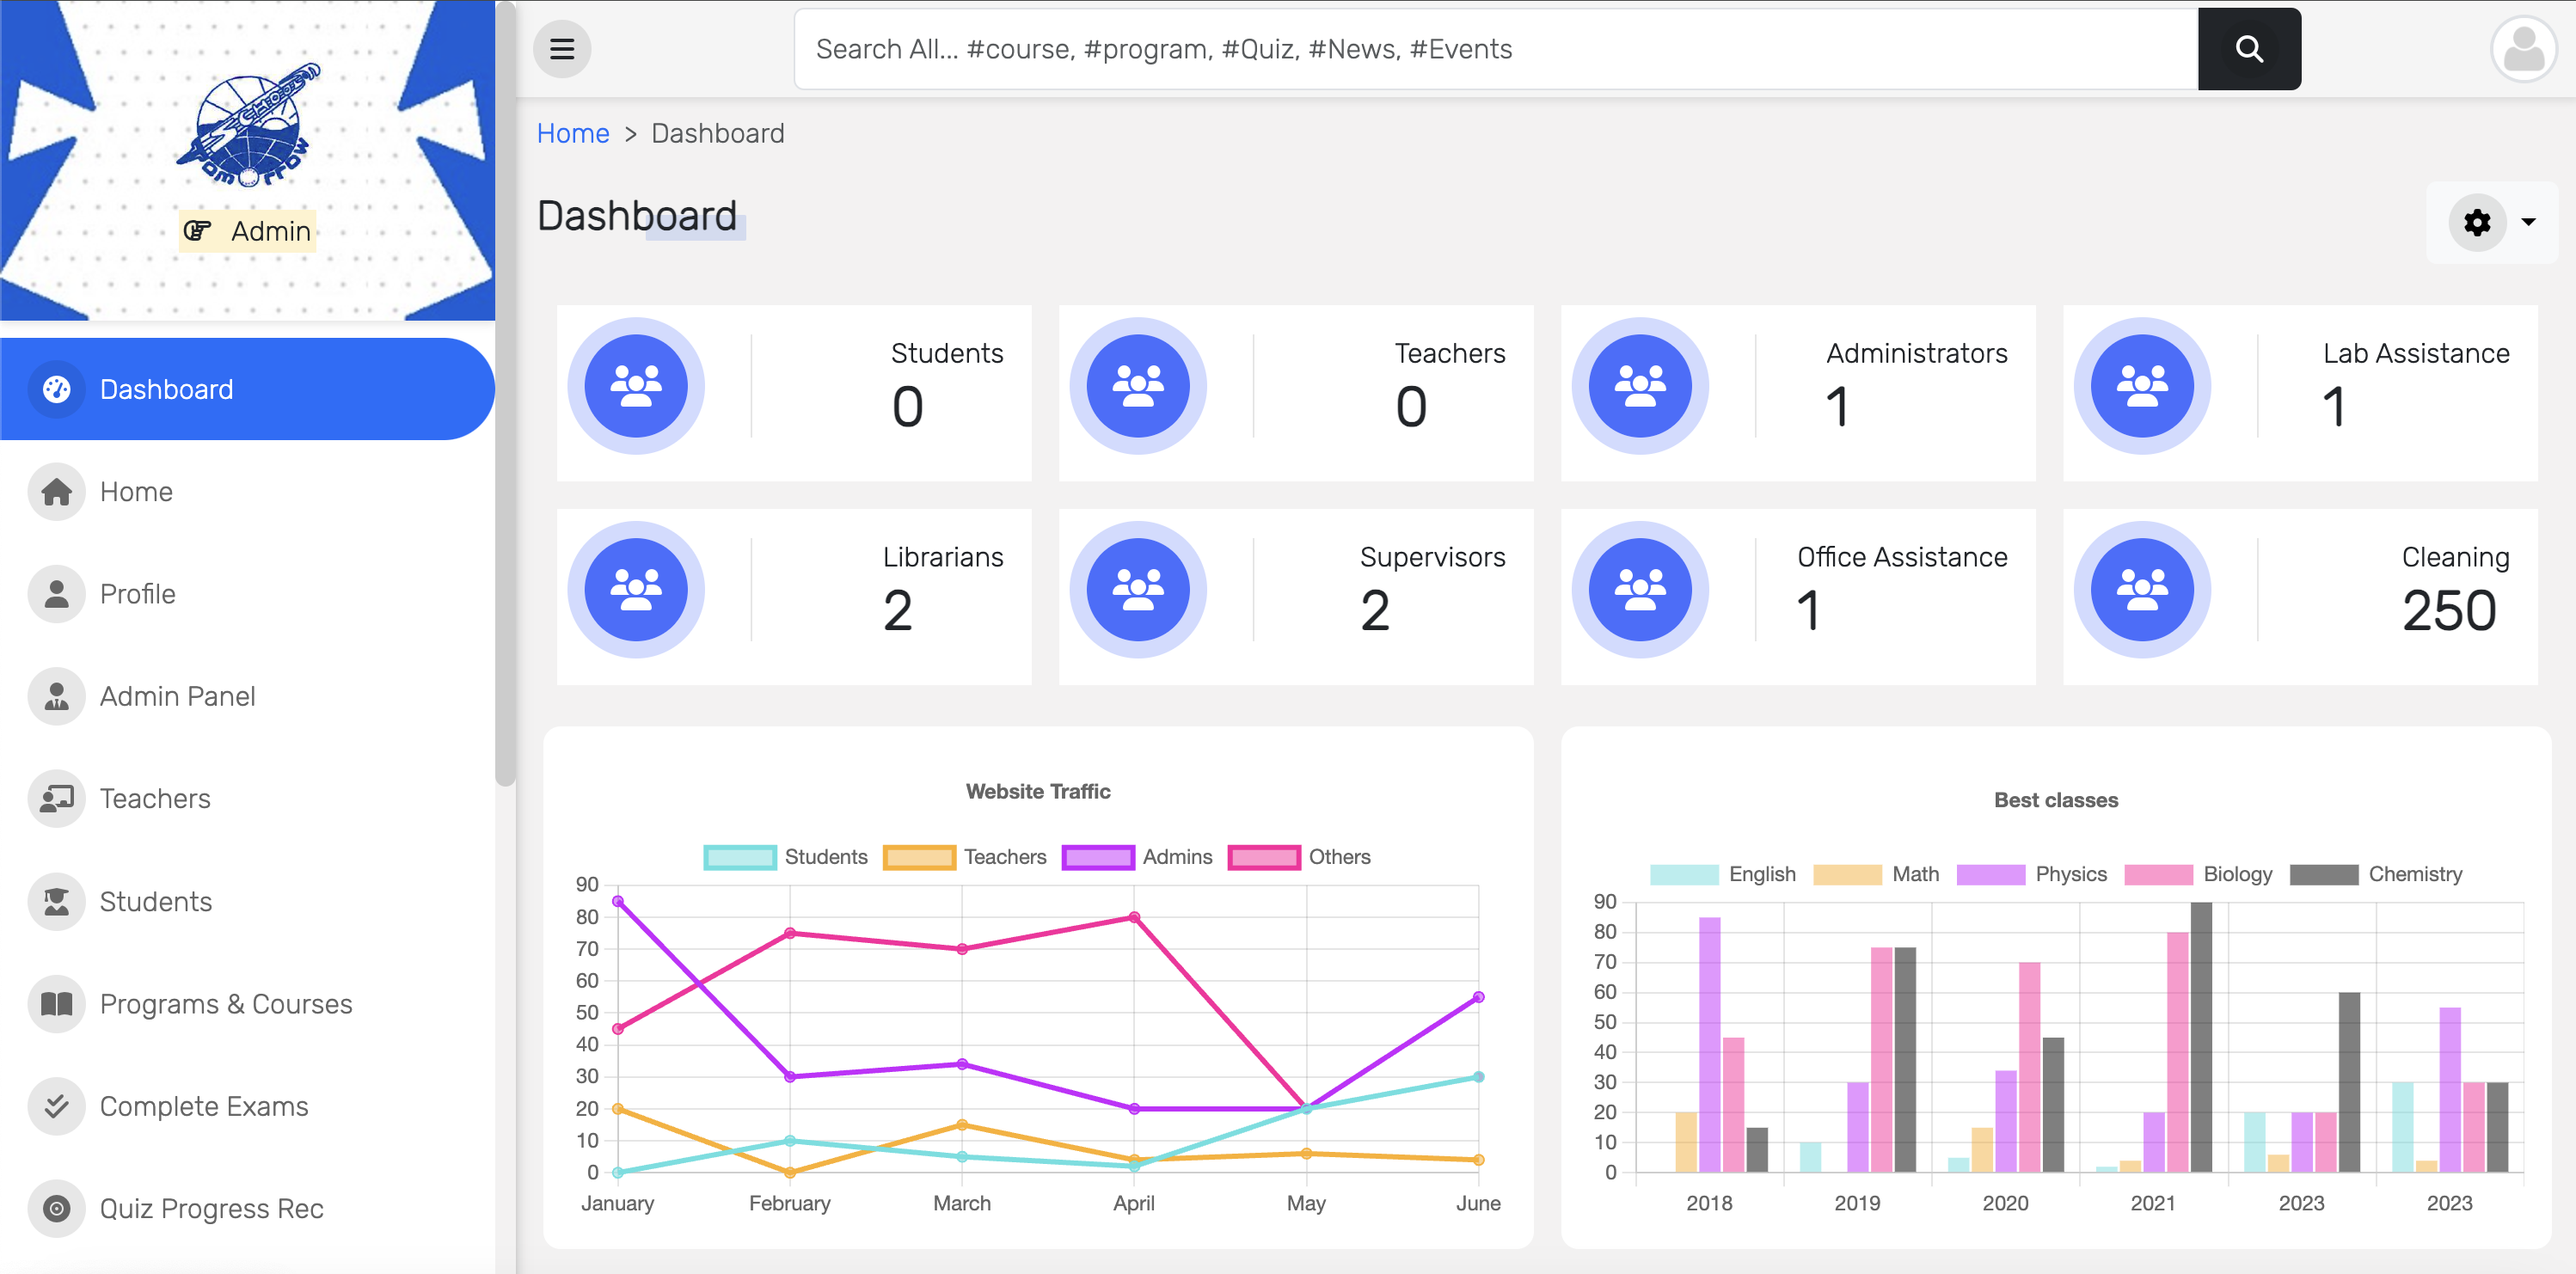 Admin
Dashboard
Home
Profile
Admin Panel
Teachers
Students
Programs & Courses
Complete Exams
Quiz Progress Rec
Search All... #course, #program, #Quiz, #News, #Events
Home > Dashboard
Dashboard
Students
0
Teachers
0
Administrators
1
Lab Assistance
1
Librarians
2
Supervisors
2
Office Assistance
1
Cleaning
250
Website Traffic
Students Teachers Admins Others
90
80
70
60
50
40
30
20
10
0
January February March April May June
Best classes
English Math Physics Biology Chemistry
90
80
70
60
50
40
30
20
10
0
2018 2019 2020 2021 2023 2023